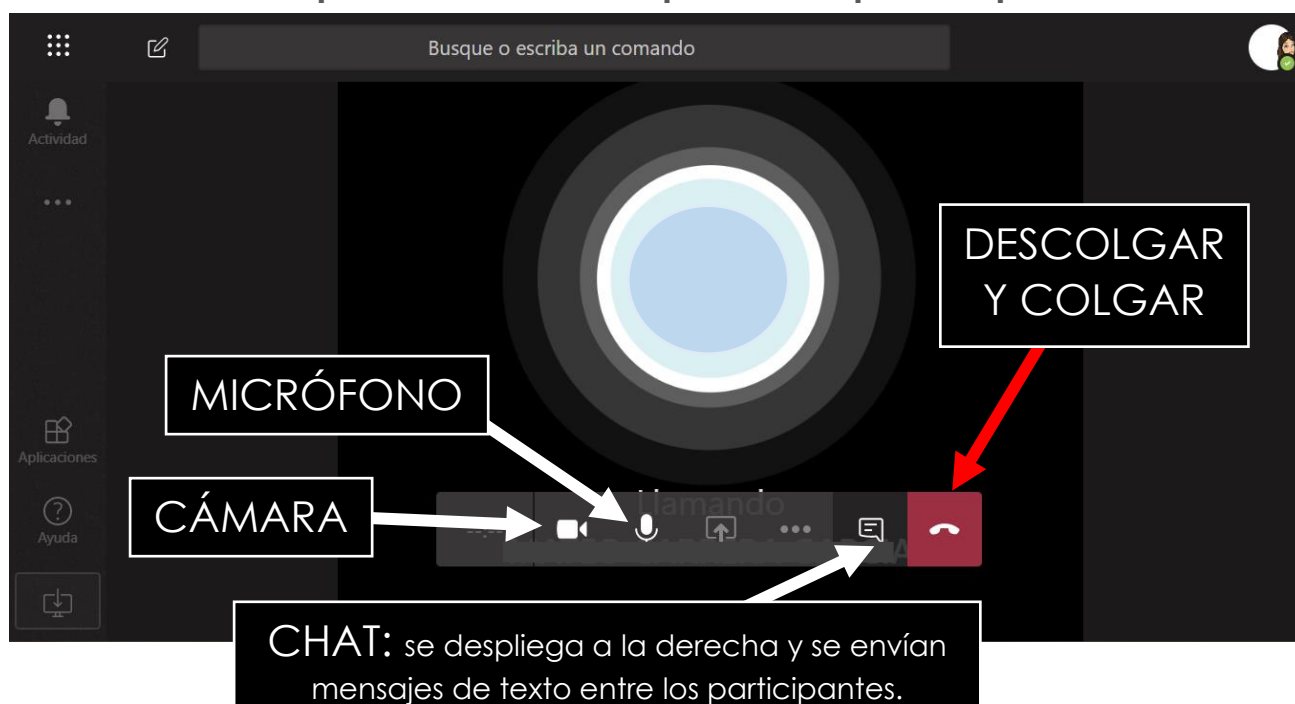 Busque o escriba un comando
Actividad
DESCOLGAR
Y COLGAR
MICRÓFONO
Aplicaciones
CÁMARA
Llamando
Ayuda
CHAT: se despliega a la derecha y se envían
mensajes de texto entre los participantes.